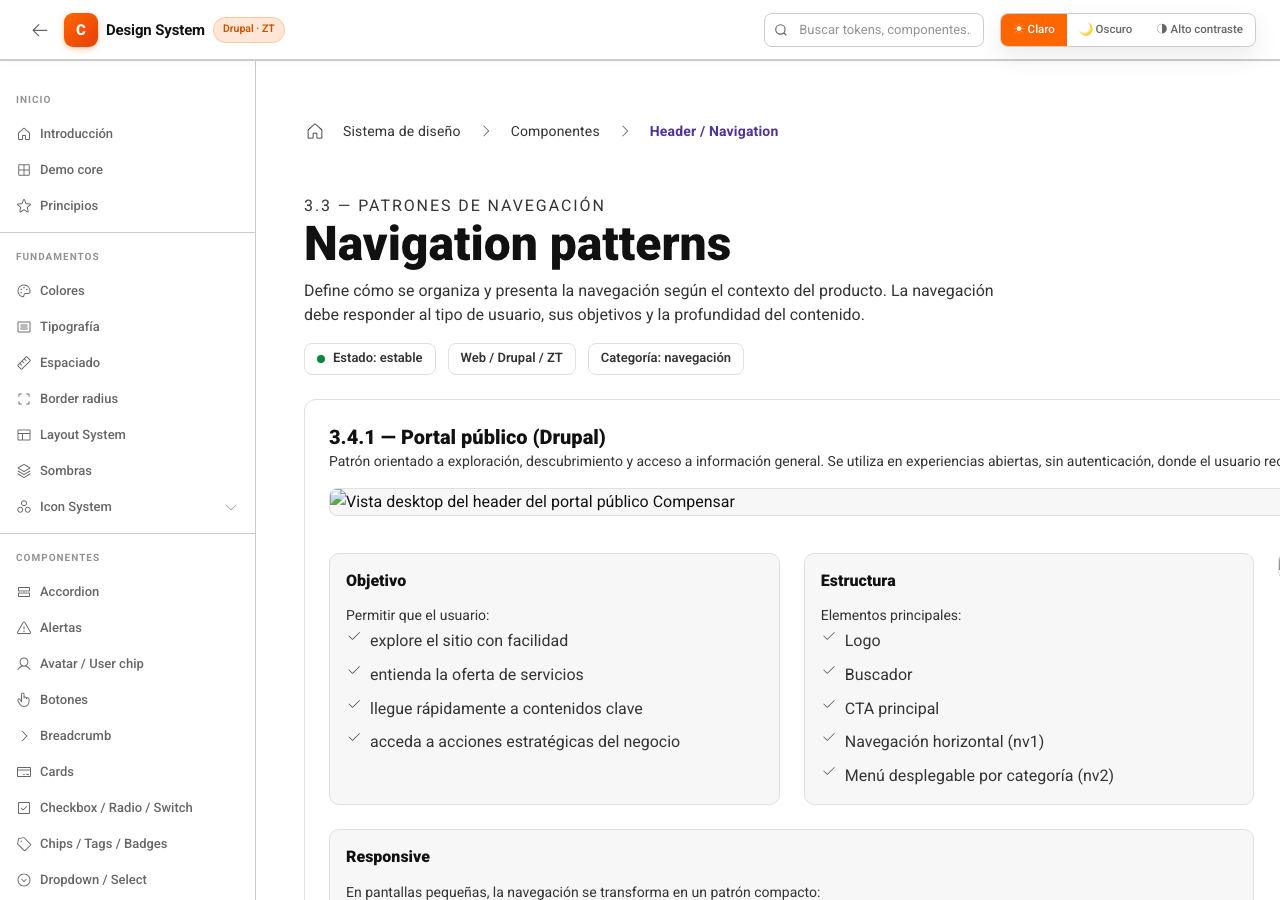 C Design System Drupal · ZT
Buscar tokens, componentes.
Claro Oscuro Alto contraste
INICIO
Introducción
Demo core
Principios
FUNDAMENTOS
Colores
Tipografía
Espaciado
Border radius
Layout System
Sombras
Icon System
COMPONENTES
Accordion
Alertas
Avatar / User chip
Botones
Breadcrumb
Cards
Checkbox / Radio / Switch
Chips / Tags / Badges
Dropdown / Select
Sistema de diseño Componentes Header / Navigation
3.3 — PATRONES DE NAVEGACIÓN
Navigation patterns
Define cómo se organiza y presenta la navegación según el contexto del producto. La navegación
debe responder al tipo de usuario, sus objetivos y la profundidad del contenido.
Estado: estable
Web / Drupal / ZT
Categoría: navegación
3.4.1 — Portal público (Drupal)
Patrón orientado a exploración, descubrimiento y acceso a información general. Se utiliza en experiencias abiertas, sin autenticación, donde el usuario
Vista desktop del header del portal público Compensar
Objetivo
Permitir que el usuario:
explore el sitio con facilidad
entienda la oferta de servicios
llegue rápidamente a contenidos clave
acceda a acciones estratégicas del negocio
Estructura
Elementos principales:
Logo
Buscador
CTA principal
Navegación horizontal (nv1)
Menú desplegable por categoría (nv2)
Responsive
En pantallas pequeñas, la navegación se transforma en un patrón compacto: